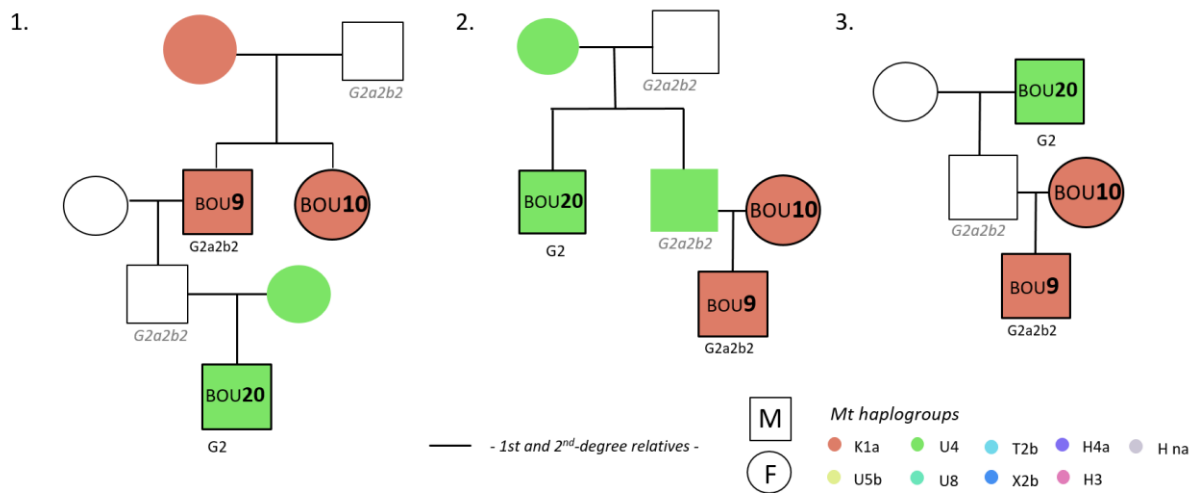 1.
G2a2b2
BOU9
G2a2b2
BOU10
G2a2b2
BOU20
G2
2.
G2a2b2
BOU20
G2
G2a2b2
BOU10
BOU9
G2a2b2
3.
BOU20
G2
G2a2b2
BOU10
BOU9
G2a2b2
- 1st and 2nd-degree relatives -
M
F
Mt haplogroups
K1a U4 T2b H4a H na
U5b U8 X2b H3